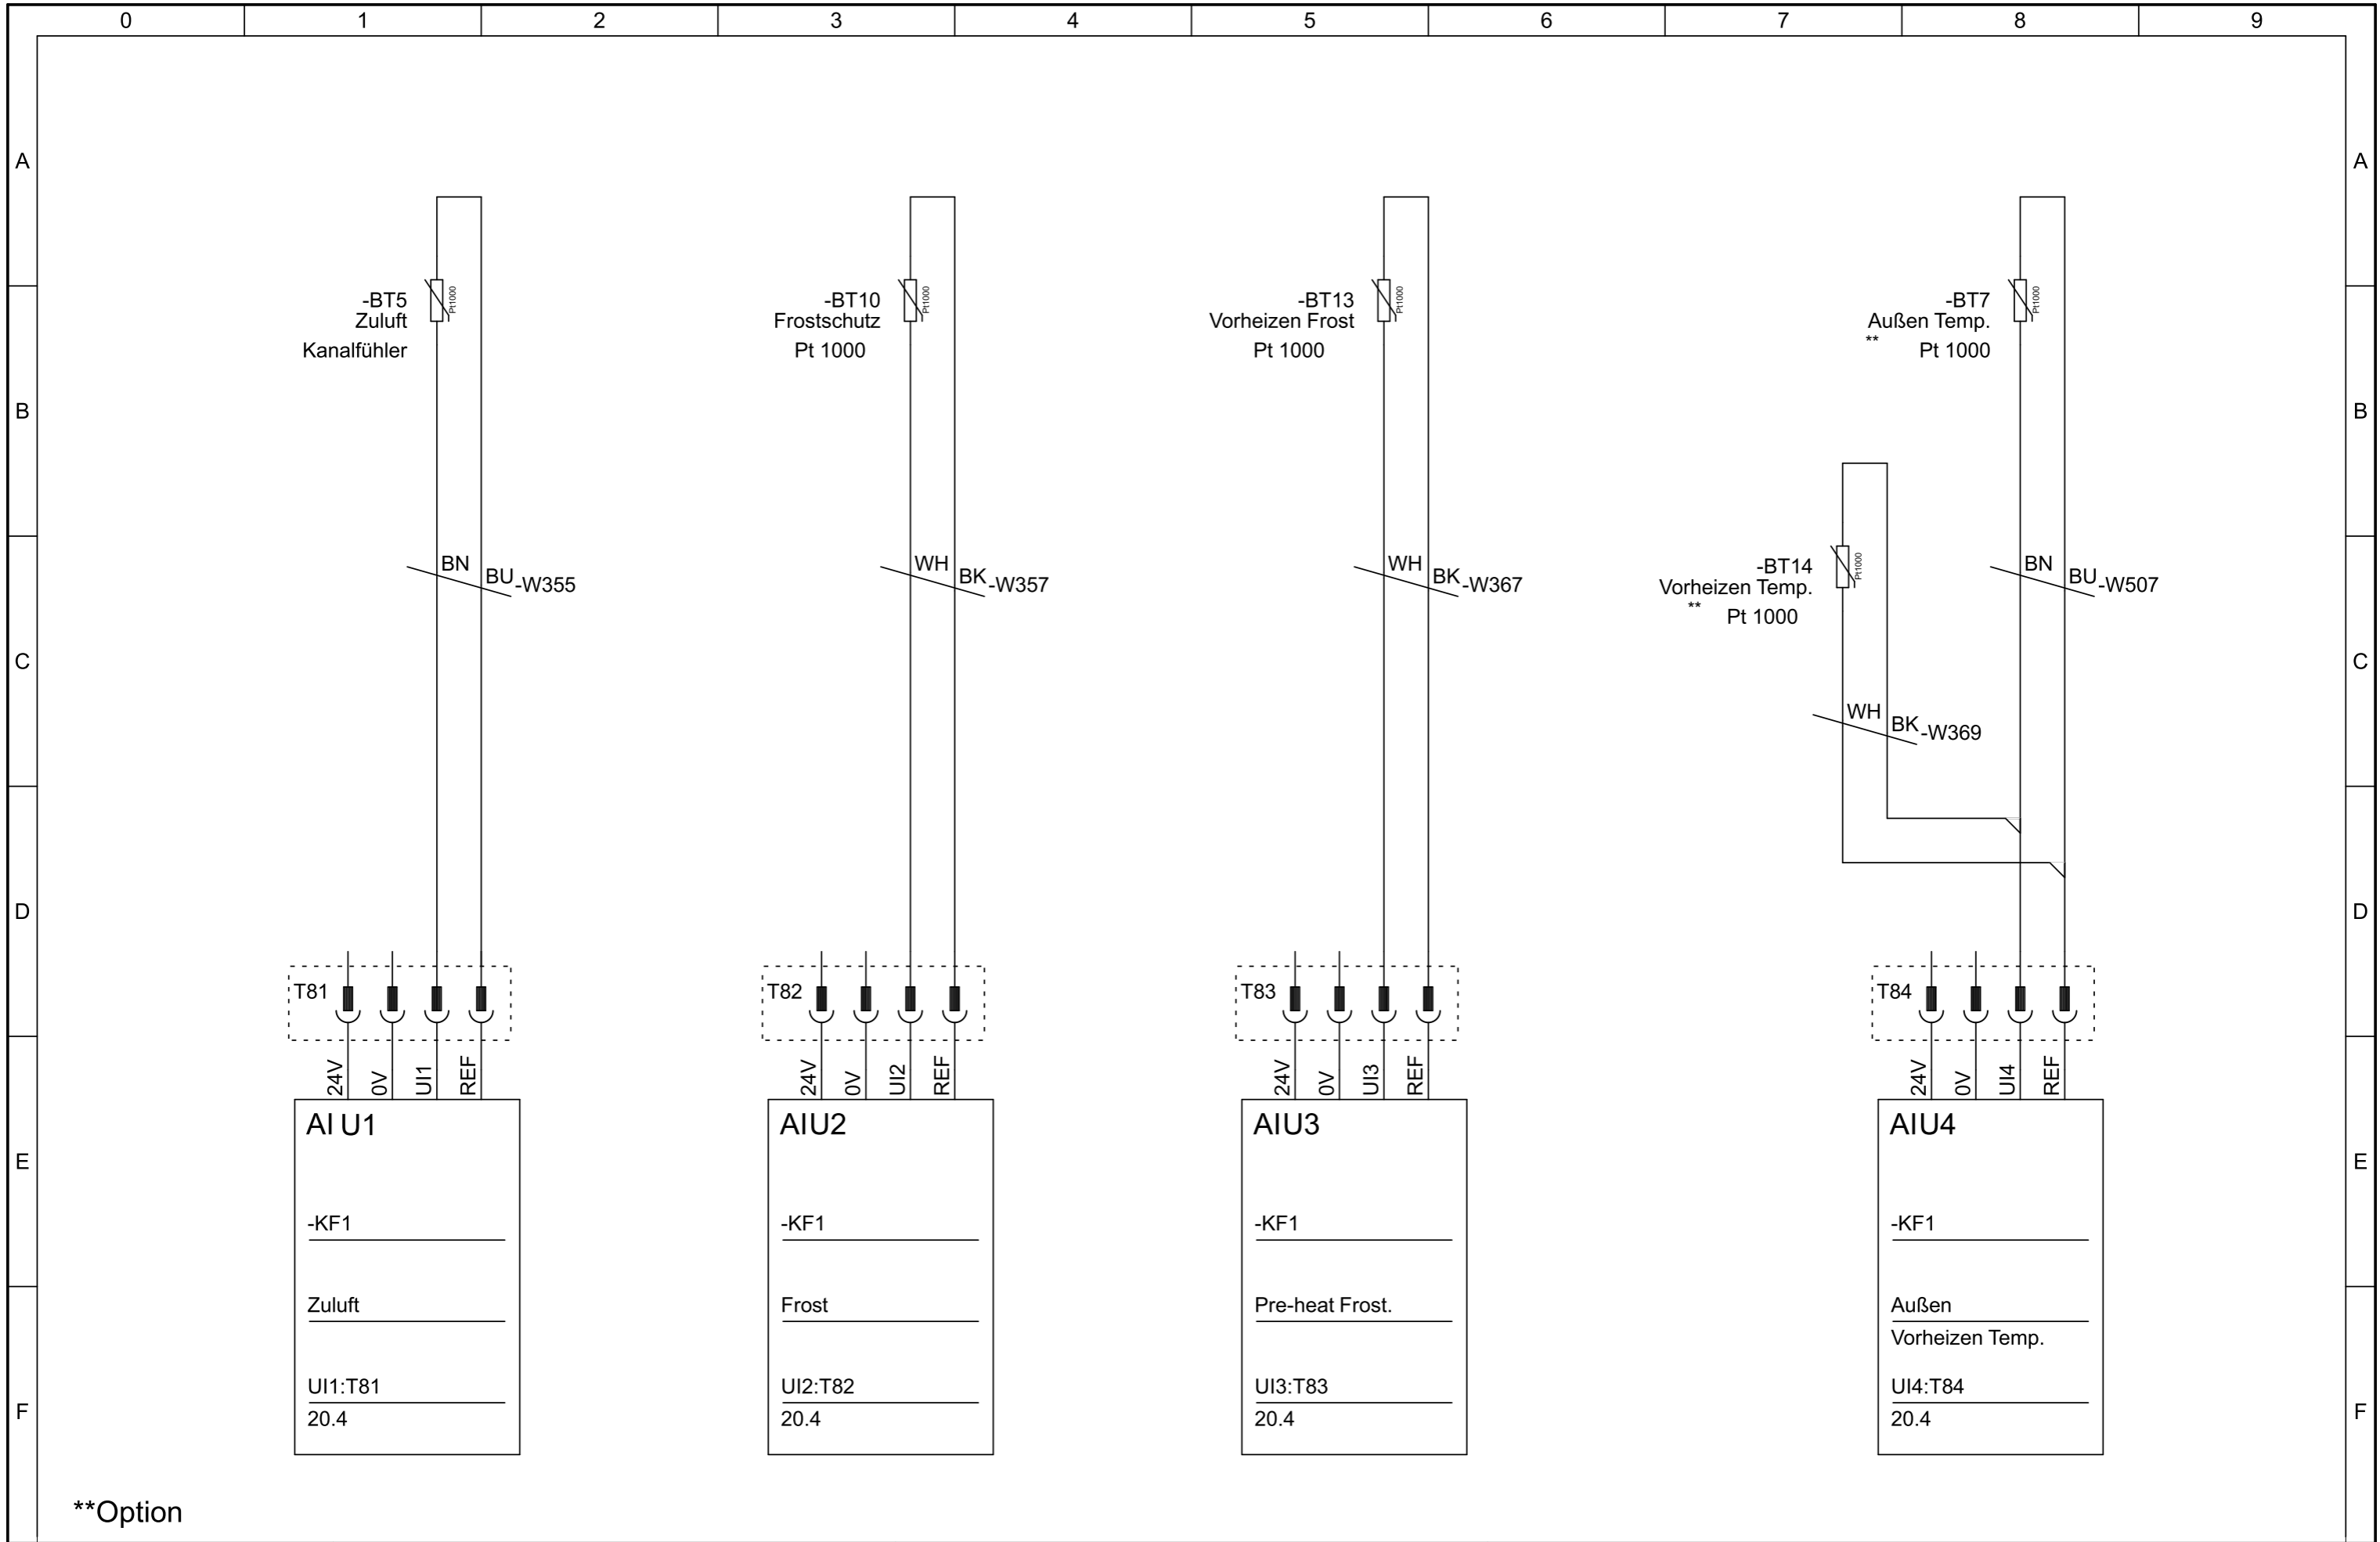 0 1 2 3 4 5 6 7 8 9
A A
-BT5
Zuluft
Kanalfühler
Pt1000
-BT10
Frostschutz
Pt 1000
Pt1000
-BT13
Vorheizen Frost
Pt 1000
Pt1000
-BT7
Außen Temp.
** Pt 1000
Pt1000
B B
BN BU -W355
WH BK -W357
WH BK -W367
-BT14
Vorheizen Temp.
** Pt 1000
Pt1000
BN BU -W507
C C
WH BK -W369
D D
T81
T82
T83
T84
24V 0V UI1 REF
24V 0V UI2 REF
24V 0V UI3 REF
24V 0V UI4 REF
E E
AI U1
-KF1
Zuluft
UI1:T81
20.4
AIU2
-KF1
Frost
UI2:T82
20.4
AIU3
-KF1
Pre-heat Frost.
UI3:T83
20.4
AIU4
-KF1
Außen
Vorheizen Temp.
UI4:T84
20.4
F F
**Option